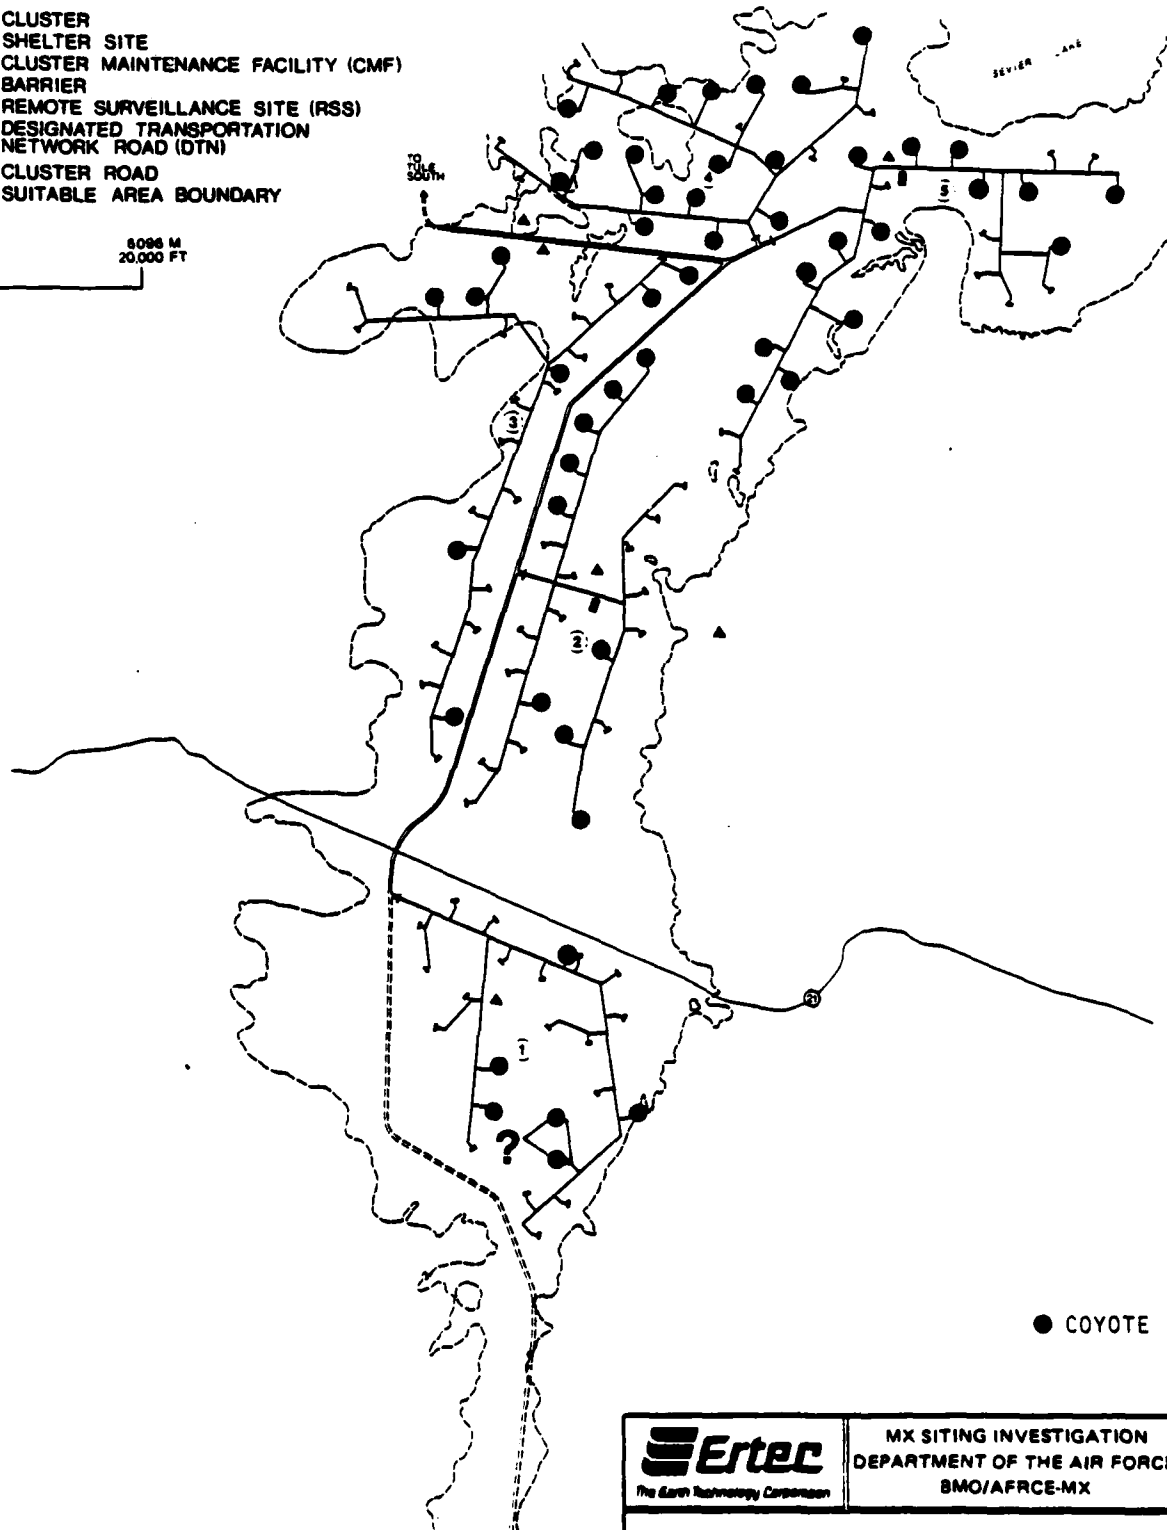 CLUSTER
SHELTER SITE
CLUSTER MAINTENANCE FACILITY (CMF)
BARRIER
REMOTE SURVEILLANCE SITE (RSS)
DESIGNATED TRANSPORTATION
NETWORK ROAD (DTN)
CLUSTER ROAD
SUITABLE AREA BOUNDARY
6096 M
20,000 FT
TO
TULE
SOUTH
SEVIER LAKE
4
5
3
2
21
1
?
COYOTE
Ertec
The Earth Technology Corporation
MX SITING INVESTIGATION
DEPARTMENT OF THE AIR FORCE
BMO/AFRCE-MX